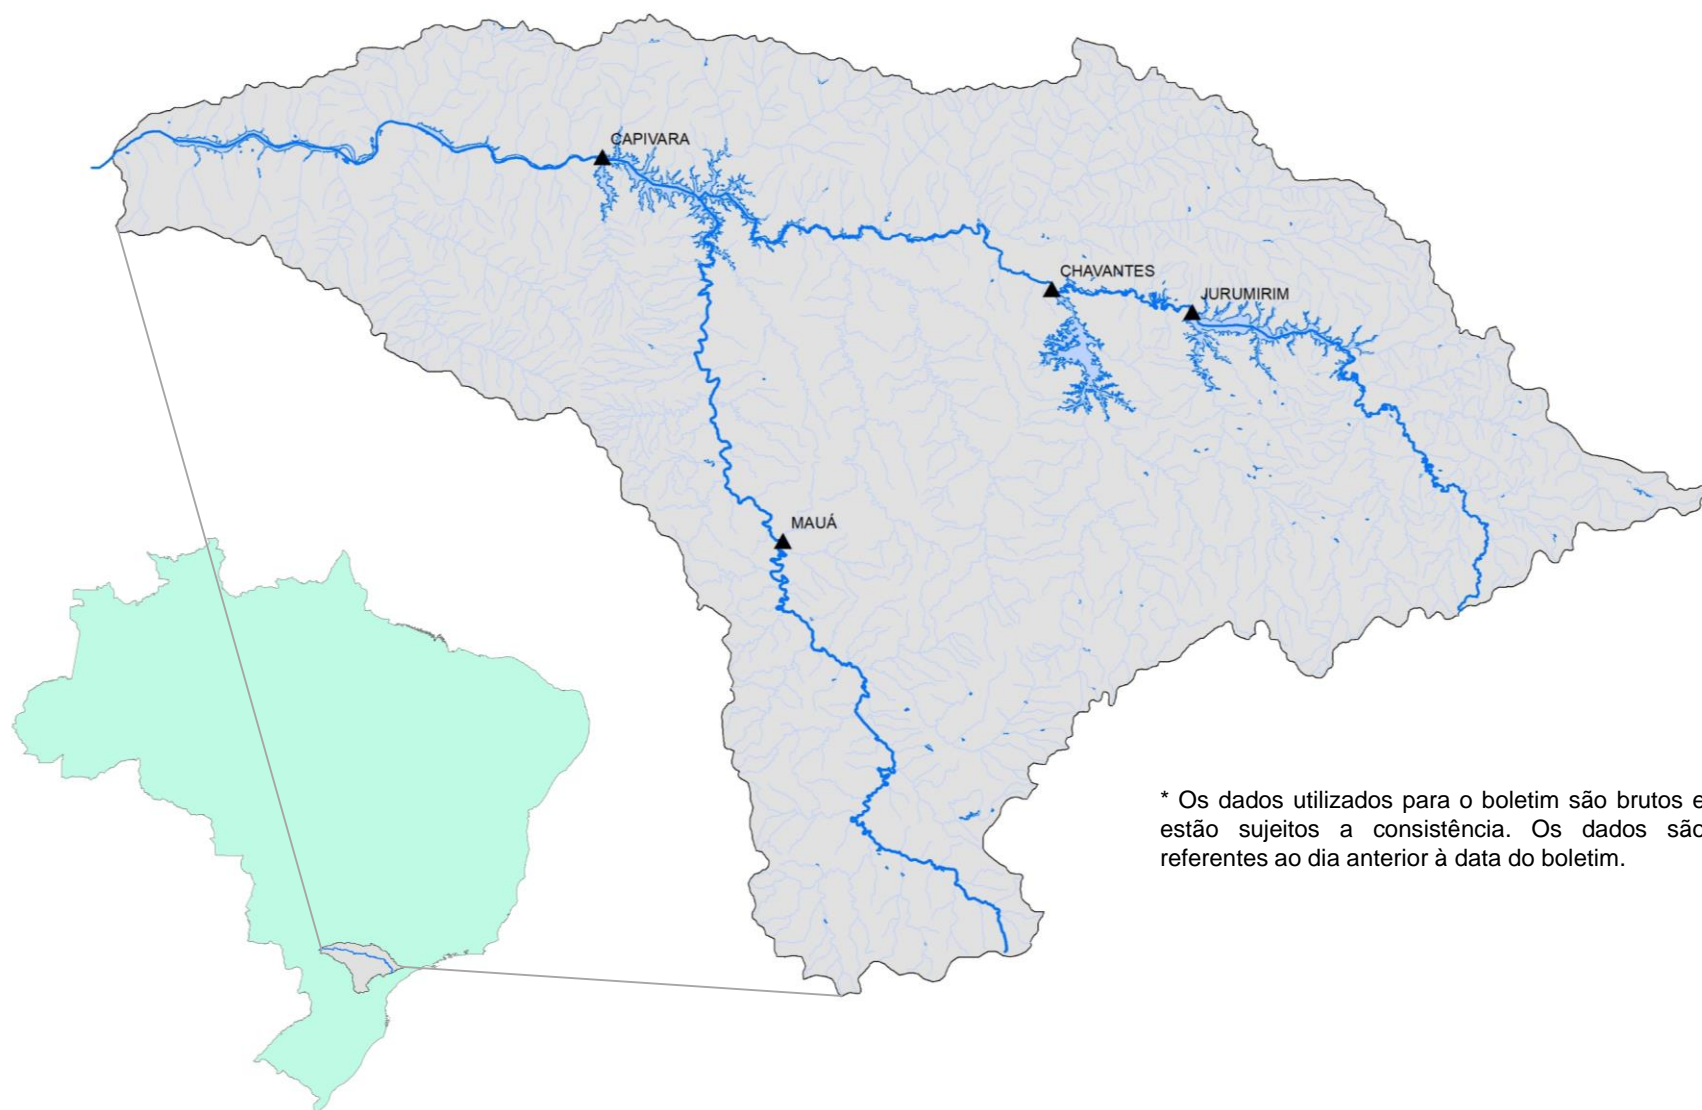 CAPIVARA
CHAVANTES
JURUMIRIM
MAUÁ
* Os dados utilizados para o boletim são brutos e
estão sujeitos a consistência. Os dados são
referentes ao dia anterior à data do boletim.